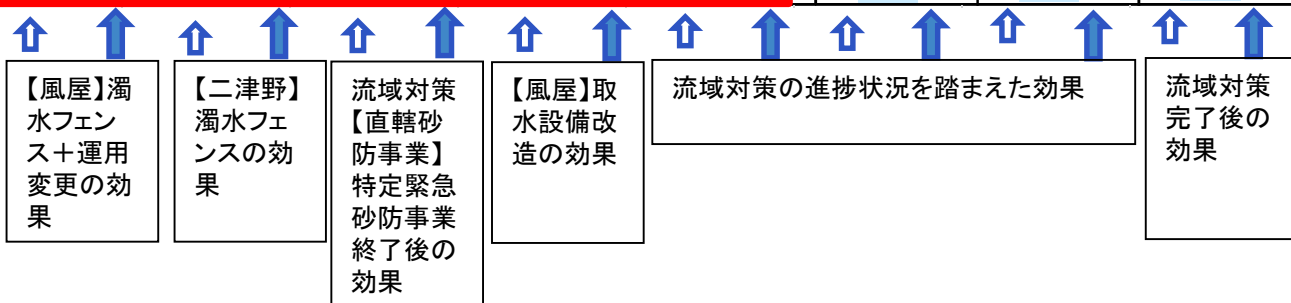 【風屋】濁
水フェン
ス＋運用
変更の効
果
【二津野】
濁水フェ
ンスの効
果
流域対策
【直轄砂
防事業】
特定緊急
砂防事業
終了後の
効果
【風屋】取
水設備改
造の効果
流域対策の進捗状況を踏まえた効果
流域対策
完了後の
効果